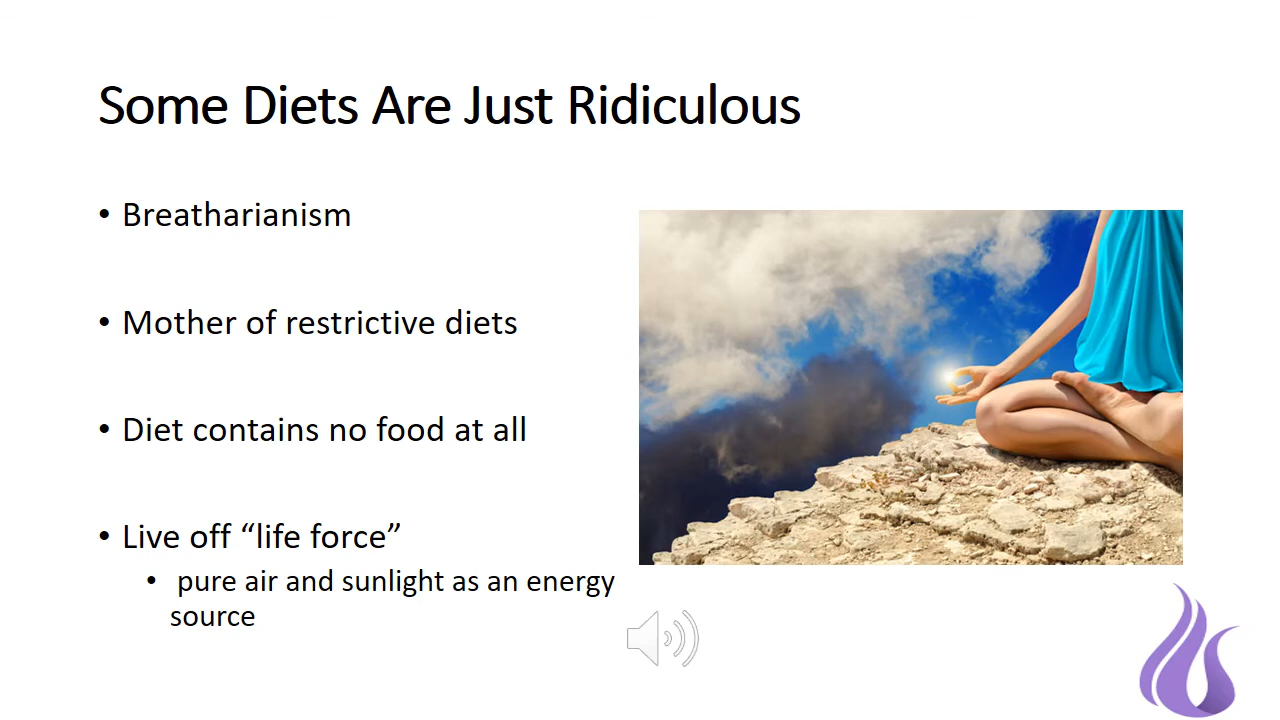 Some Diets Are Just Ridiculous
• Breatharianism
• Mother of restrictive diets
• Diet contains no food at all
• Live off “life force”
• pure air and sunlight as an energy
source